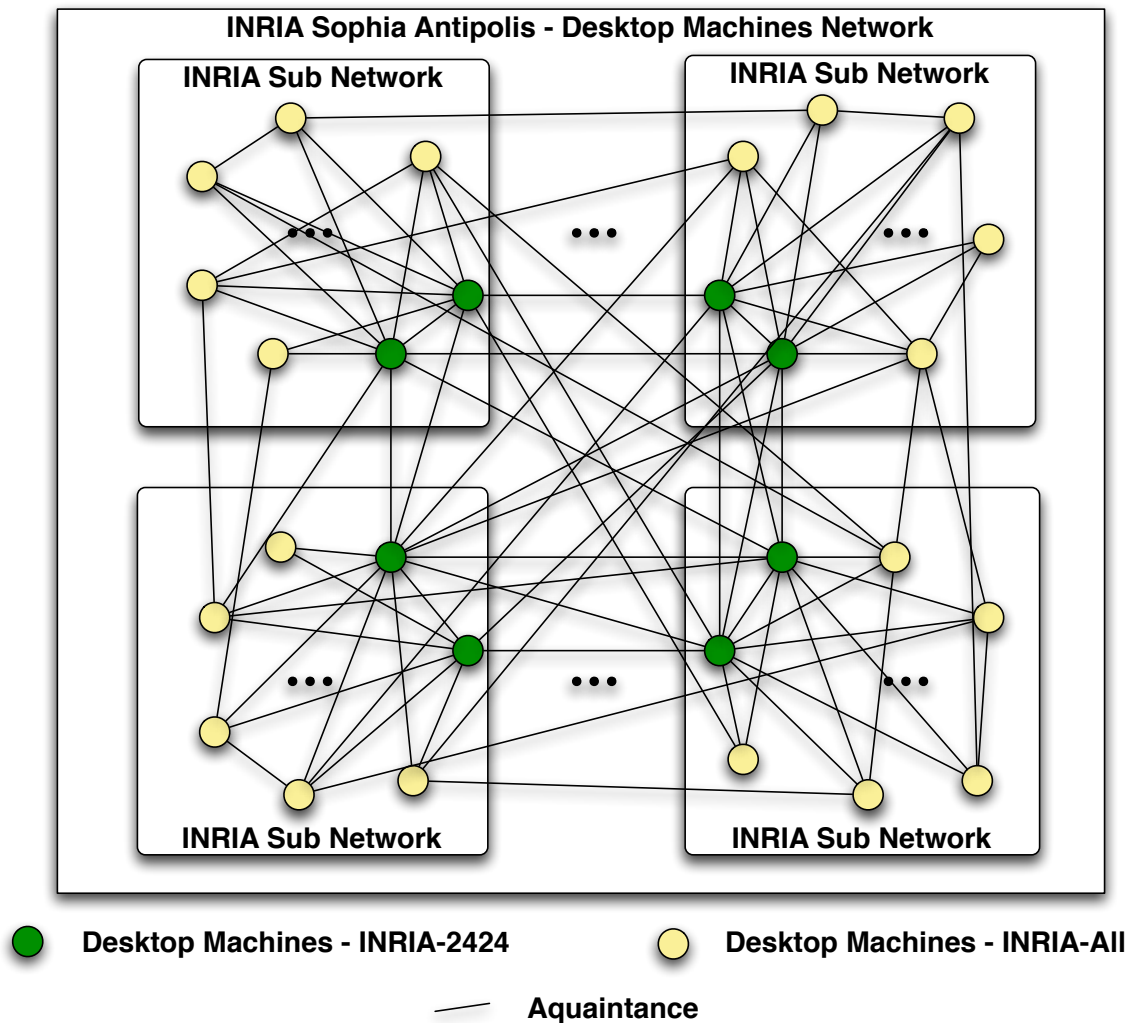 INRIA Sophia Antipolis - Desktop Machines Network
INRIA Sub Network
INRIA Sub Network
INRIA Sub Network
INRIA Sub Network
Desktop Machines - INRIA-2424
Desktop Machines - INRIA-All
Aquaintance